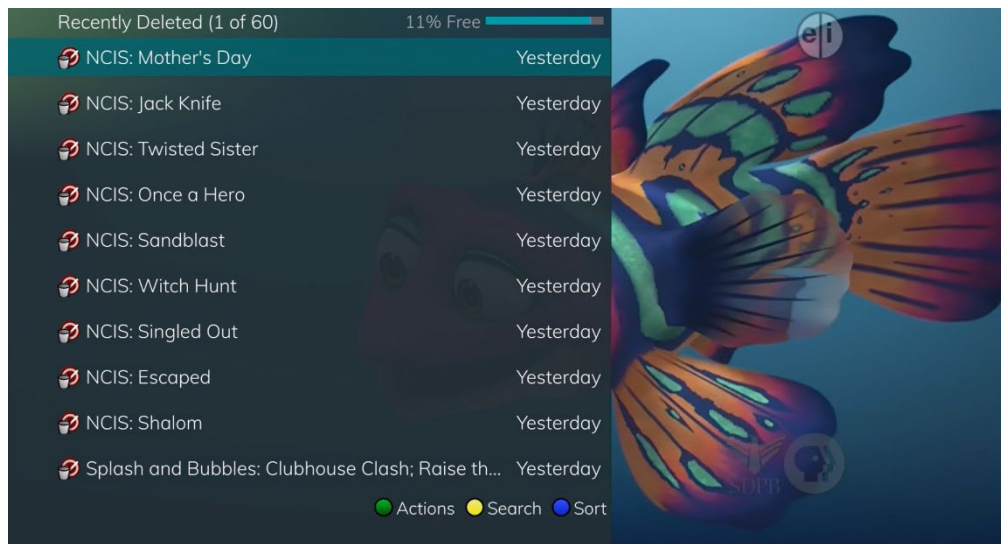 Recently Deleted (1 of 60) 11% Free
NCIS: Mother's Day Yesterday
NCIS: Jack Knife Yesterday
NCIS: Twisted Sister Yesterday
NCIS: Once a Hero Yesterday
NCIS: Sandblast Yesterday
NCIS: Witch Hunt Yesterday
NCIS: Singled Out Yesterday
NCIS: Escaped Yesterday
NCIS: Shalom Yesterday
Splash and Bubbles: Clubhouse Clash; Raise th... Yesterday
Actions Search Sort
e|i
SDPB